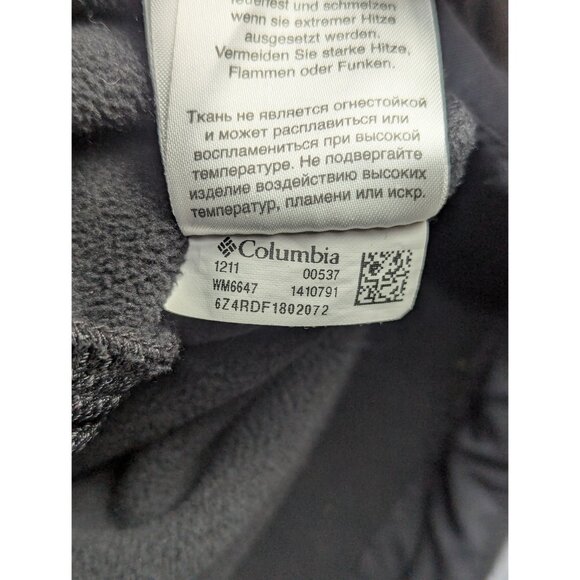 feuerfest und schmelzen
wenn sie extremer Hitze
ausgesetzt werden.
Vermeiden Sie starke Hitze,
Flammen oder Funken.
Ткань не является огнестойкой
и может расплавиться или
воспламениться при высокой
температуре. Не подвергайте
изделие воздействию высоких
температур, пламени или искр.
Columbia
1211 00537
WM6647 1410791
6Z4RDF1802072